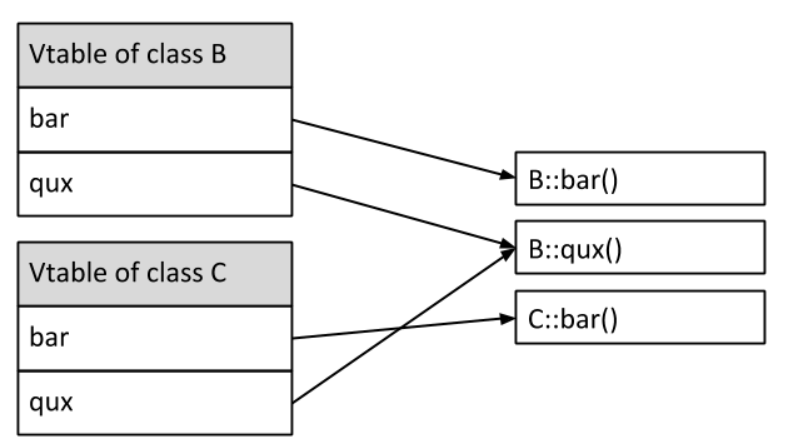 Vtable of class B
bar
qux
Vtable of class C
bar
qux
B::bar()
B::qux()
C::bar()